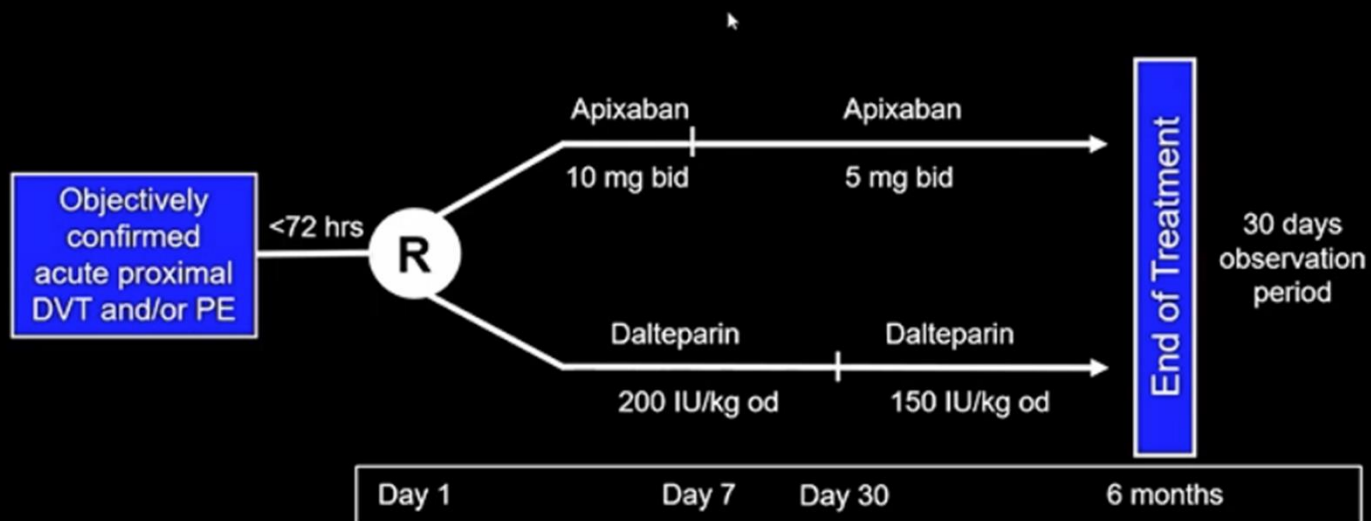 Objectively
confirmed
acute proximal
DVT and/or PE
<72 hrs
R
Apixaban
10 mg bid
Apixaban
5 mg bid
Dalteparin
200 IU/kg od
Dalteparin
150 IU/kg od
End of Treatment
30 days
observation
period
Day 1
Day 7
Day 30
6 months